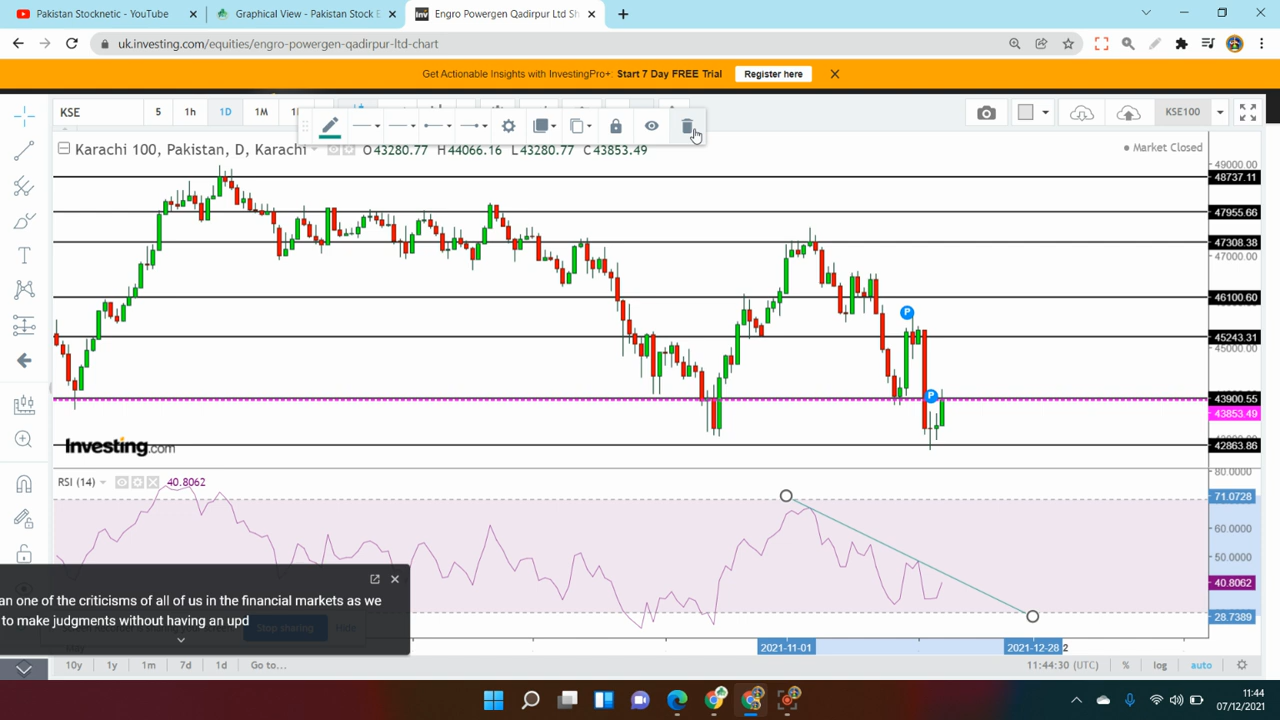 Pakistan Stocknetic - YouTube
Graphical View - Pakistan Stock E
Engro Powergen Qadirpur Ltd Sh
uk.investing.com/equities/engro-powergen-qadirpur-ltd-chart
Get Actionable Insights with InvestingPro+: Start 7 Day FREE Trial
Register here
KSE
5
1h
1D
1M
KSE100
Karachi 100, Pakistan, D, Karachi
O43280.77 H44066.16 L43280.77 C43853.49
Market Closed
49000.00
48737.11
47955.66
47308.38
47000.00
46100.60
45243.31
45000.00
P
P
43900.55
43853.49
42863.86
Investing.com
RSI (14)
40.8062
80.0000
71.0728
60.0000
50.0000
40.8062
28.7389
an one of the criticisms of all of us in the financial markets as we
to make judgments without having an upd
Stop sharing
Hide
2021-11-01
2021-12-28
2
10y
1y
1m
7d
1d
Go to...
11:44:30 (UTC)
%
log
auto
11:44
07/12/2021